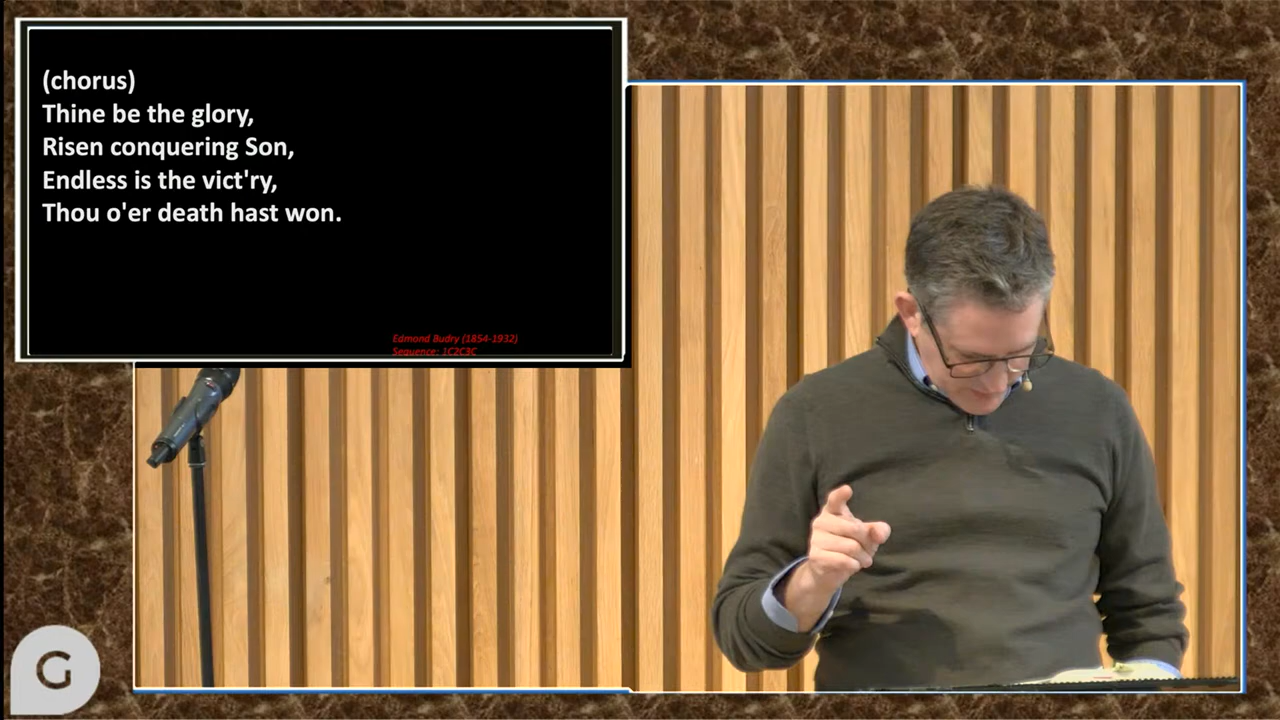 (chorus)
Thine be the glory,
Risen conquering Son,
Endless is the vict'ry,
Thou o'er death hast won.
Edmond Budry (1854-1932)
Sequence: 1C2C3C
G